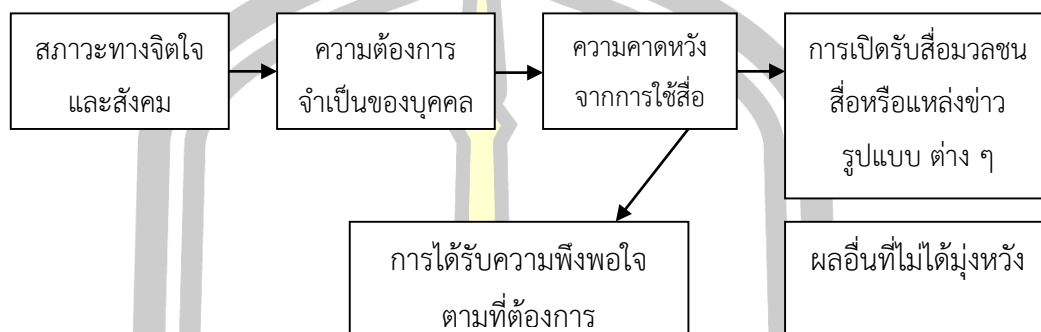 สภาวะทางจิตใจ
และสังคม
ความต้องการ
จำเป็นของบุคคล
ความคาดหวัง
จากการใช้สื่อ
การเปิดรับสื่อมวลชน
สื่อหรือแหล่งข่าว
รูปแบบ ต่าง ๆ
การได้รับความพึงพอใจ
ตามที่ต้องการ
ผลอื่นที่ไม่ได้มุ่งหวัง